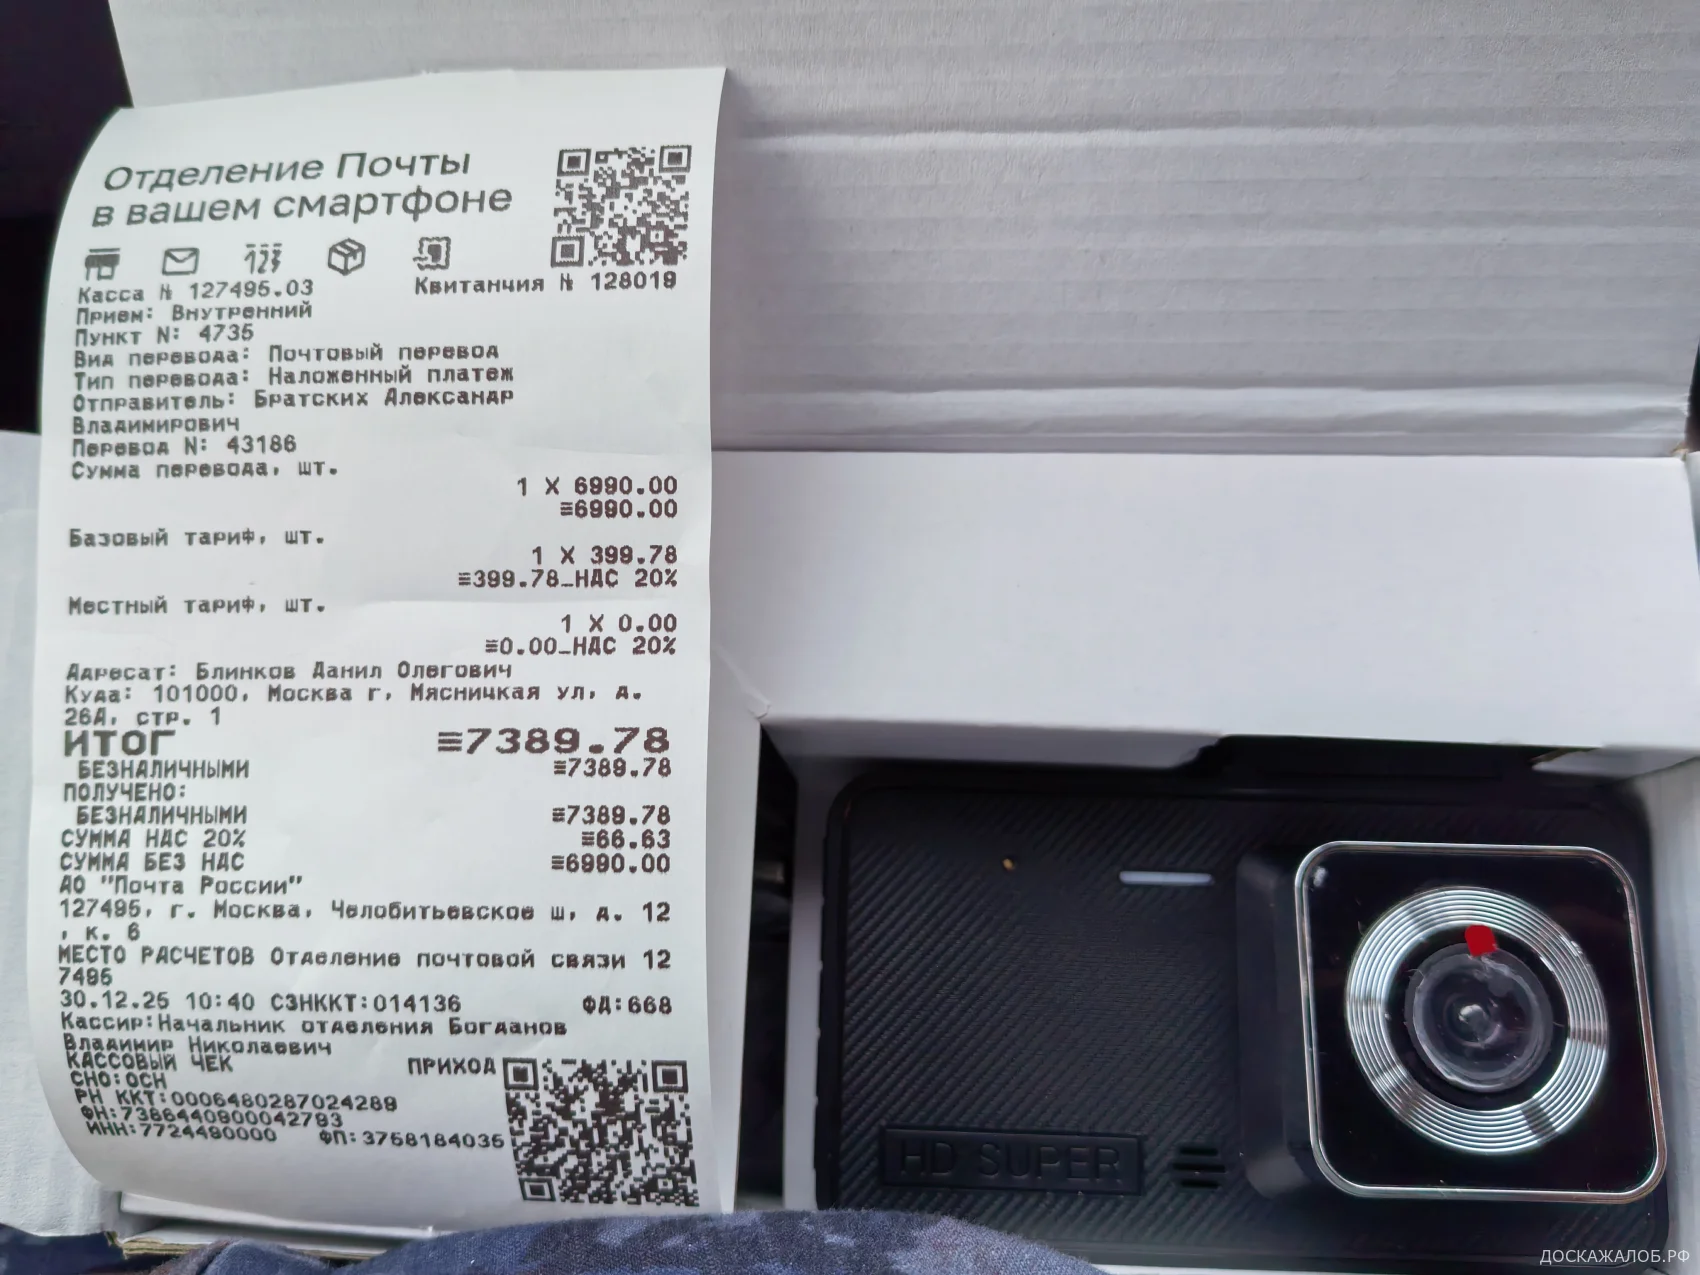 Отделение Почты
в вашем смартфоне
Касса № 127495.03 Квитанчия № 128019
Прием: Внутренний
Пункт N: 4735
Вид перевода: Почтовый перевод
Тип перевода: Наложенный платеж
Отправитель: Братских Александр
Владимирович
Перевод N: 43186
Сумма перевода, шт.
1 X 6990.00
≡6990.00
Базовый тариф, шт.
1 X 399.78
≡399.78_НДС 20%
Местный тариф, шт.
1 X 0.00
≡0.00_НДС 20%
Адресат: Блинков Данил Олегович
Куда: 101000, Москва г, Мясницкая ул, д.
26А, стр. 1
ИТОГ ≡7389.78
БЕЗНАЛИЧНЫМИ ≡7389.78
ПОЛУЧЕНО:
БЕЗНАЛИЧНЫМИ ≡7389.78
СУММА НДС 20% ≡66.63
СУММА БЕЗ НДС ≡6990.00
АО "Почта России"
127495, г. Москва, Челобитьевское ш, д. 12
, к. 6
МЕСТО РАСЧЕТОВ Отделение почтовой связи 12
7495
30.12.25 10:40 СЗНККТ:014136 ФД:668
Кассир:Начальник отделения Богданов
Владимир Николаевич
КАССОВЫЙ ЧЕК ПРИХОД
СНО:ОСН
РН ККТ:0006480287024289
ФН:7386440900042793
ИНН:7724490000 ФП:3758184035
HD SUPER
ДОСКАЖАЛОБ.РФ